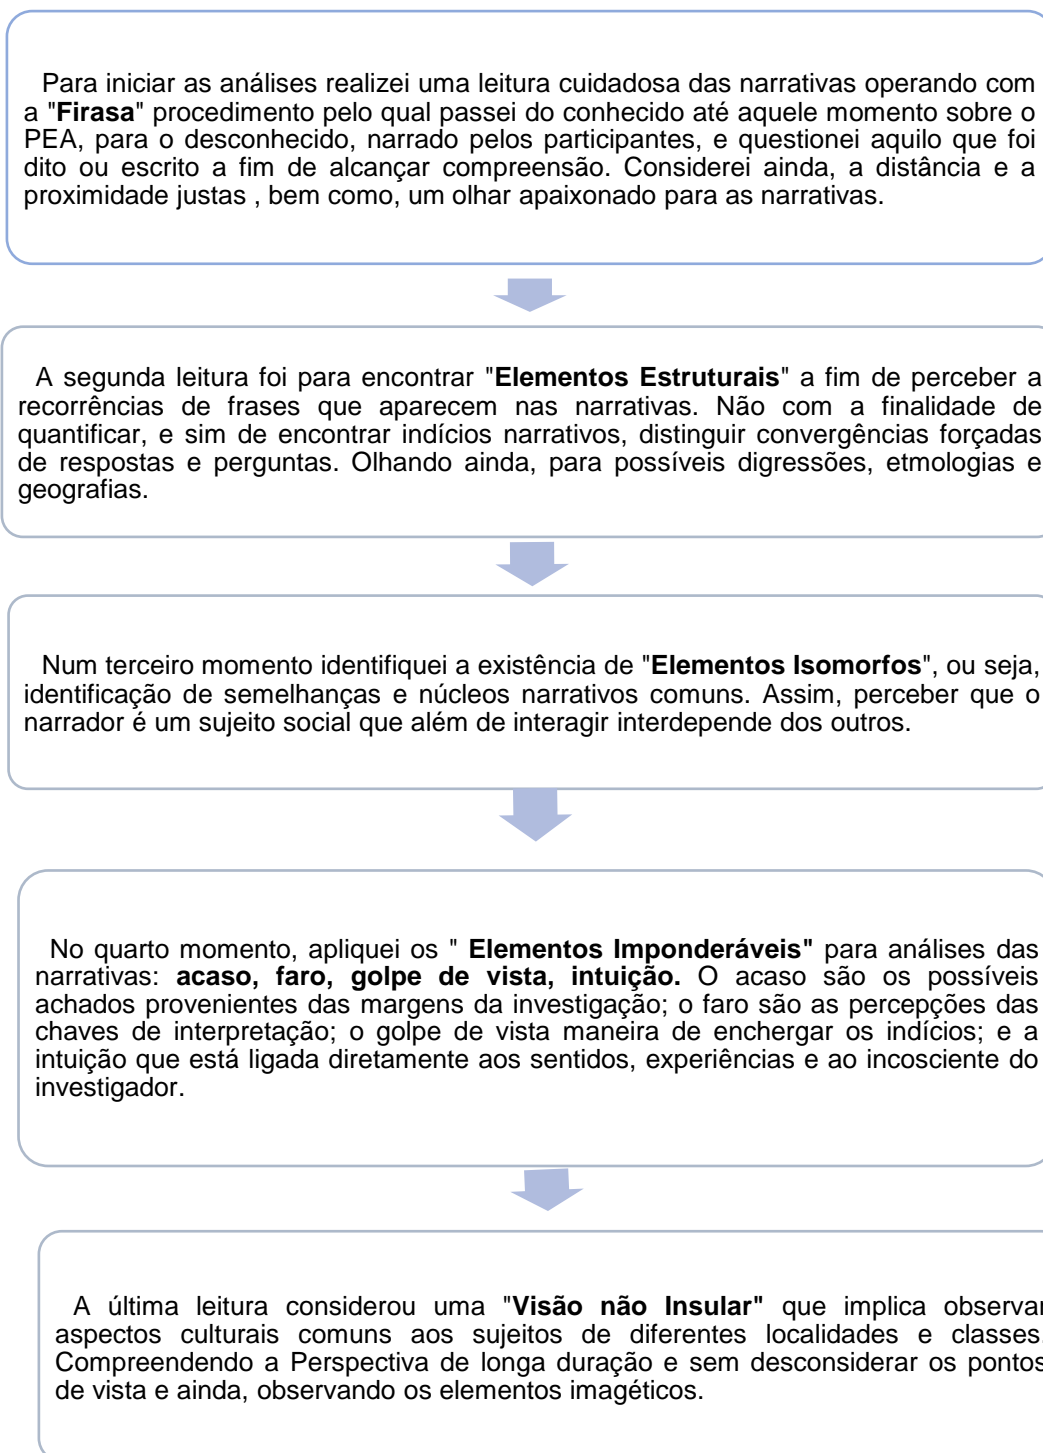 Para iniciar as análises realizei uma leitura cuidadosa das narrativas operando com
a "Firasa" procedimento pelo qual passei do conhecido até aquele momento sobre o
PEA, para o desconhecido, narrado pelos participantes, e questionei aquilo que foi
dito ou escrito a fim de alcançar compreensão. Considerei ainda, a distância e a
proximidade justas , bem como, um olhar apaixonado para as narrativas.
A segunda leitura foi para encontrar "Elementos Estruturais" a fim de perceber a
recorrências de frases que aparecem nas narrativas. Não com a finalidade de
quantificar, e sim de encontrar indícios narrativos, distinguir convergências forçadas
de respostas e perguntas. Olhando ainda, para possíveis digressões, etmologias e
geografias.
Num terceiro momento identifiquei a existência de "Elementos Isomorfos", ou seja,
identificação de semelhanças e núcleos narrativos comuns. Assim, perceber que o
narrador é um sujeito social que além de interagir interdepende dos outros.
No quarto momento, apliquei os " Elementos Imponderáveis" para análises das
narrativas: acaso, faro, golpe de vista, intuição. O acaso são os possíveis
achados provenientes das margens da investigação; o faro são as percepções das
chaves de interpretação; o golpe de vista maneira de enchergar os indícios; e a
intuição que está ligada diretamente aos sentidos, experiências e ao incosciente do
investigador.
A última leitura considerou uma "Visão não Insular" que implica observar
aspectos culturais comuns aos sujeitos de diferentes localidades e classes.
Compreendendo a Perspectiva de longa duração e sem desconsiderar os pontos
de vista e ainda, observando os elementos imagéticos.